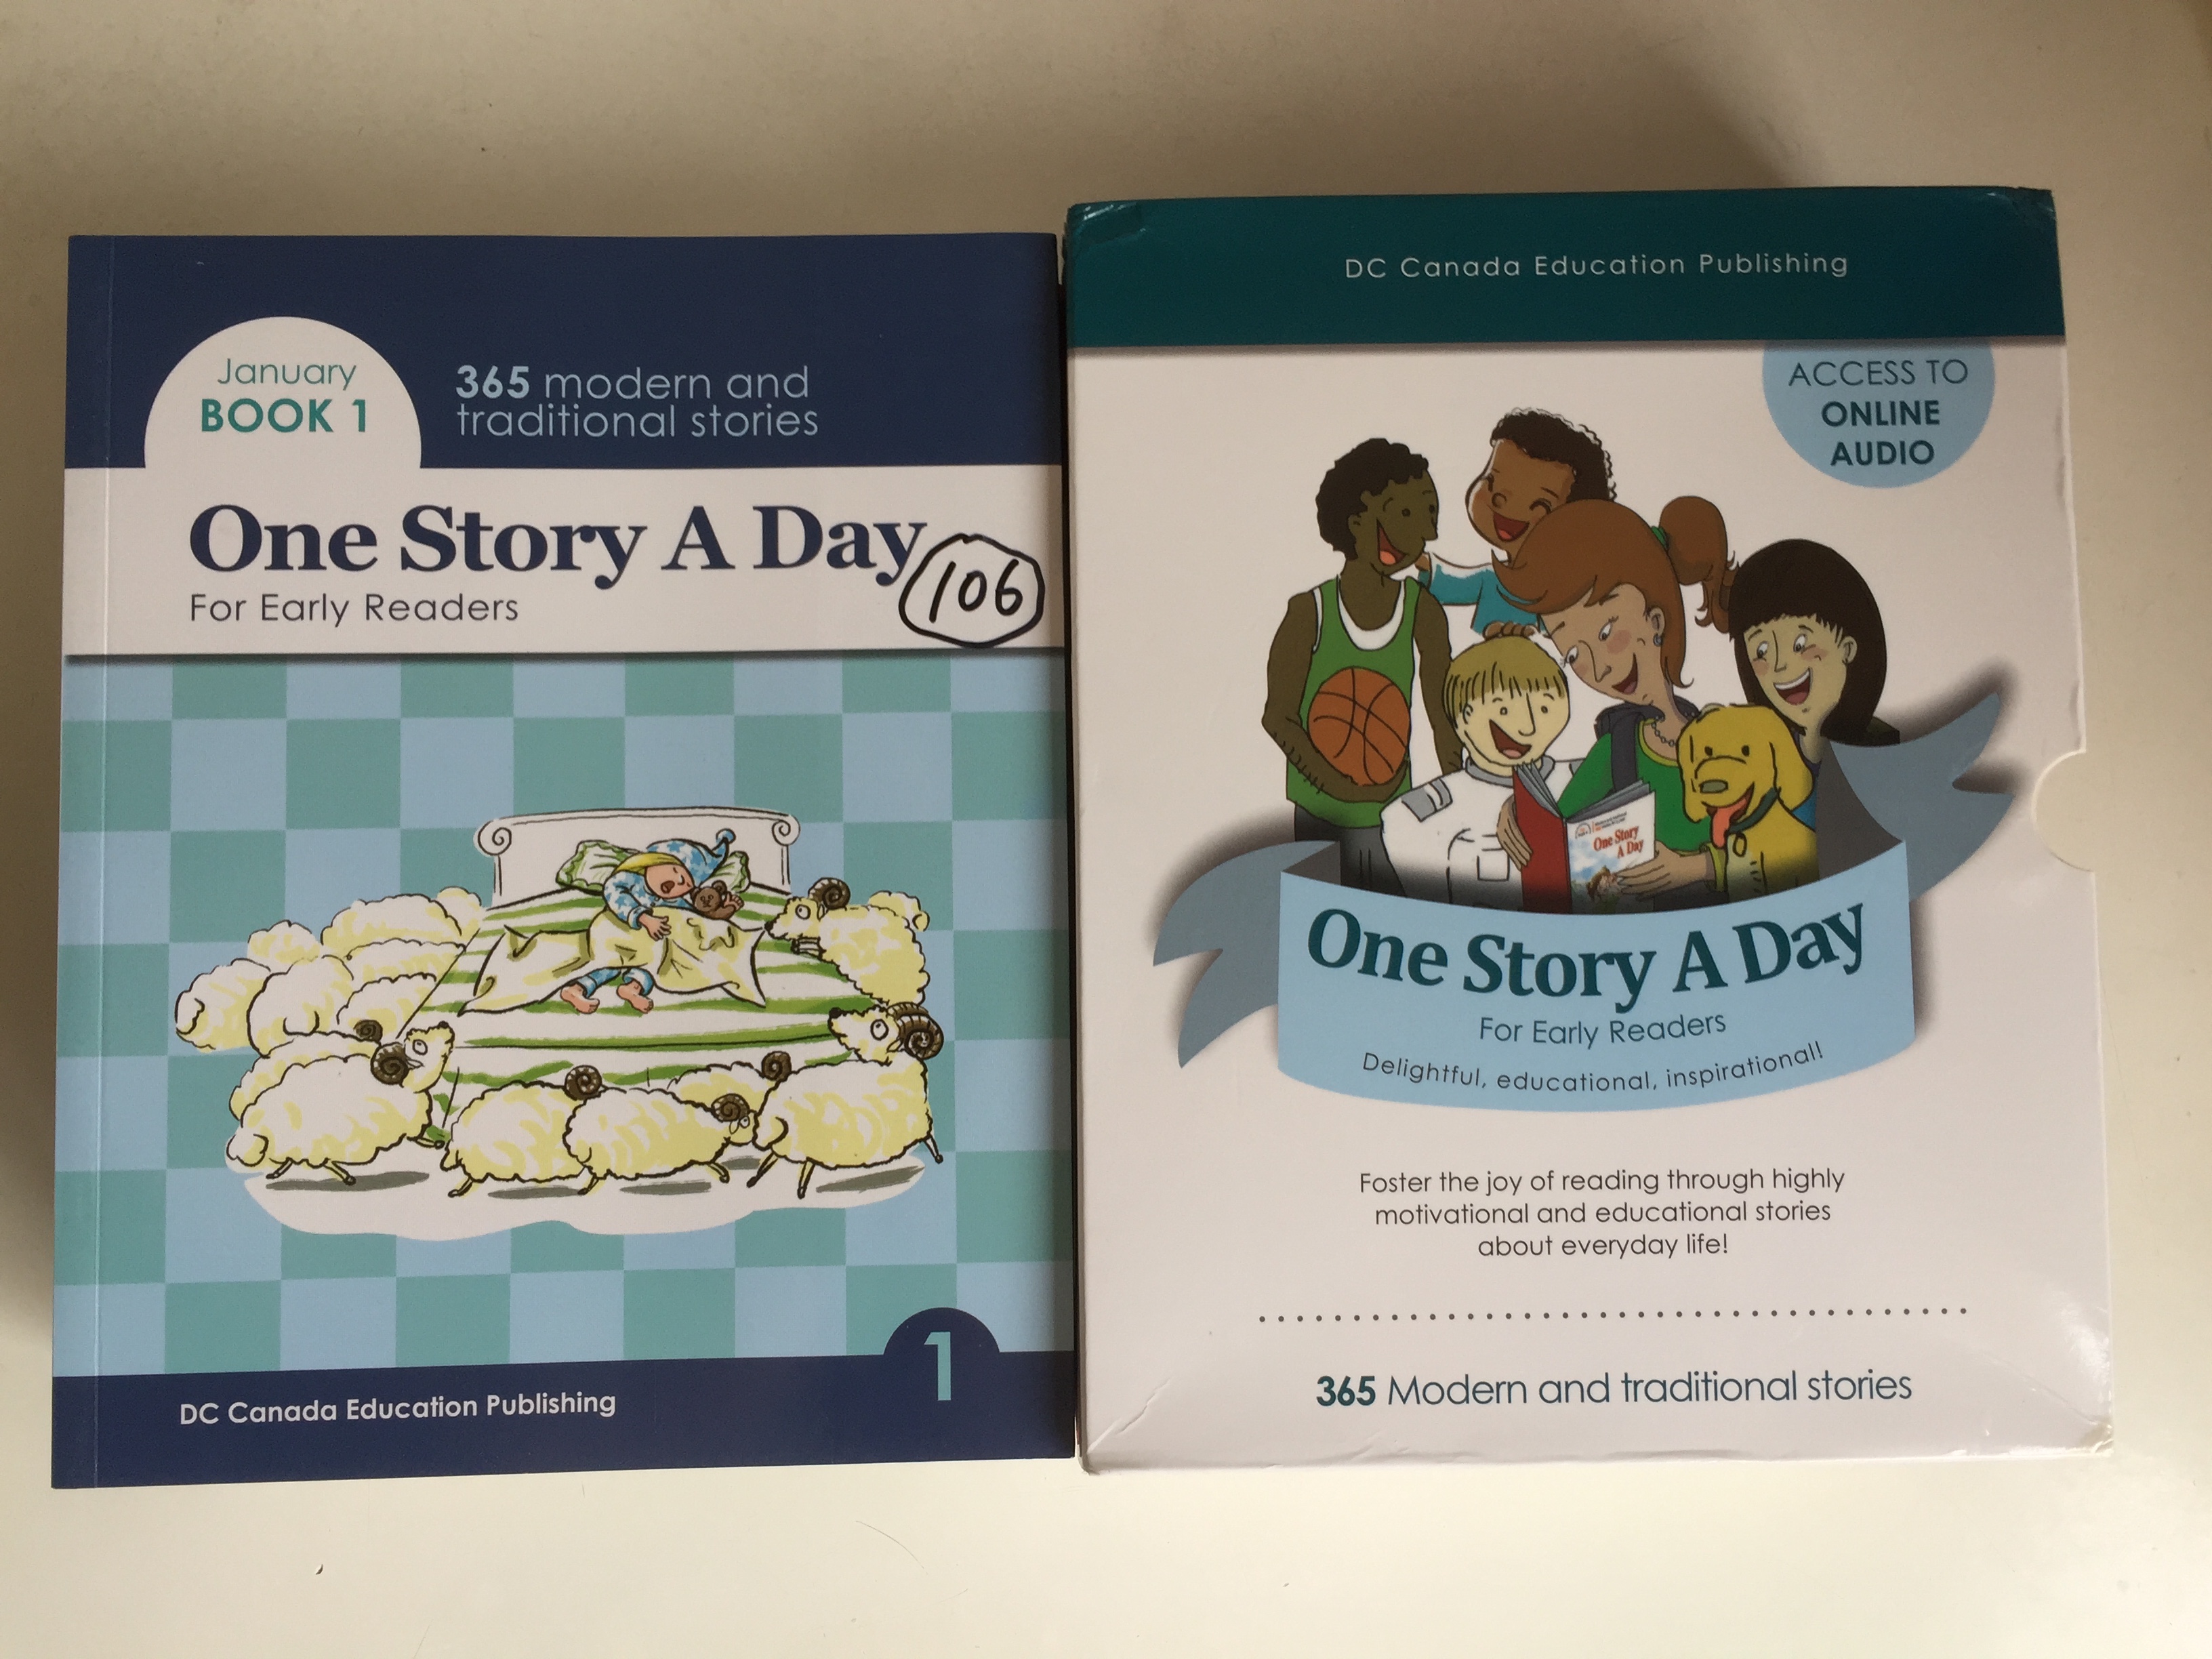 January
BOOK 1
365 modern and
traditional stories
One Story A Day
For Early Readers
106
1
DC Canada Education Publishing
DC Canada Education Publishing
ACCESS TO
ONLINE
AUDIO
One Story
A Day
One Story A Day
For Early Readers
Delightful, educational, inspirational!
Foster the joy of reading through highly
motivational and educational stories
about everyday life!
365 Modern and traditional stories